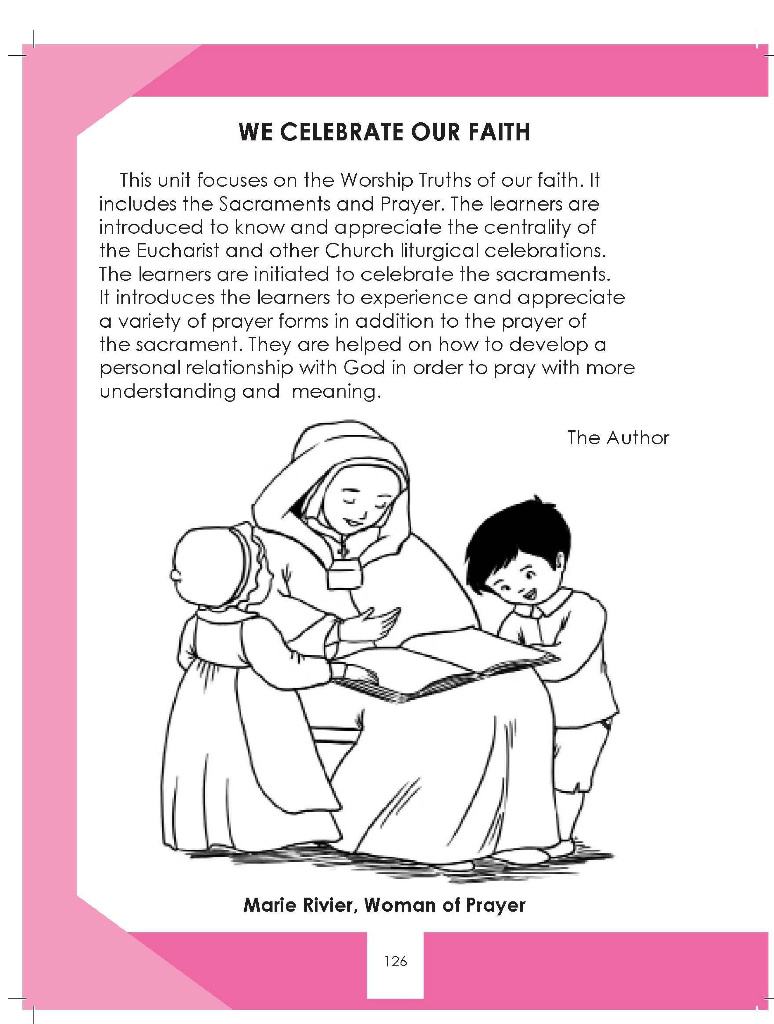 WE CELEBRATE OUR FAITH
This unit focuses on the Worship Truths of our faith. It
includes the Sacraments and Prayer. The learners are
introduced to know and appreciate the centrality of
the Eucharist and other Church liturgical celebrations.
The learners are initiated to celebrate the sacraments.
It introduces the learners to experience and appreciate
a variety of prayer forms in addition to the prayer of
the sacrament. They are helped on how to develop a
personal relationship with God in order to pray with more
understanding and  meaning.
The Author
Marie Rivier, Woman of Prayer
126